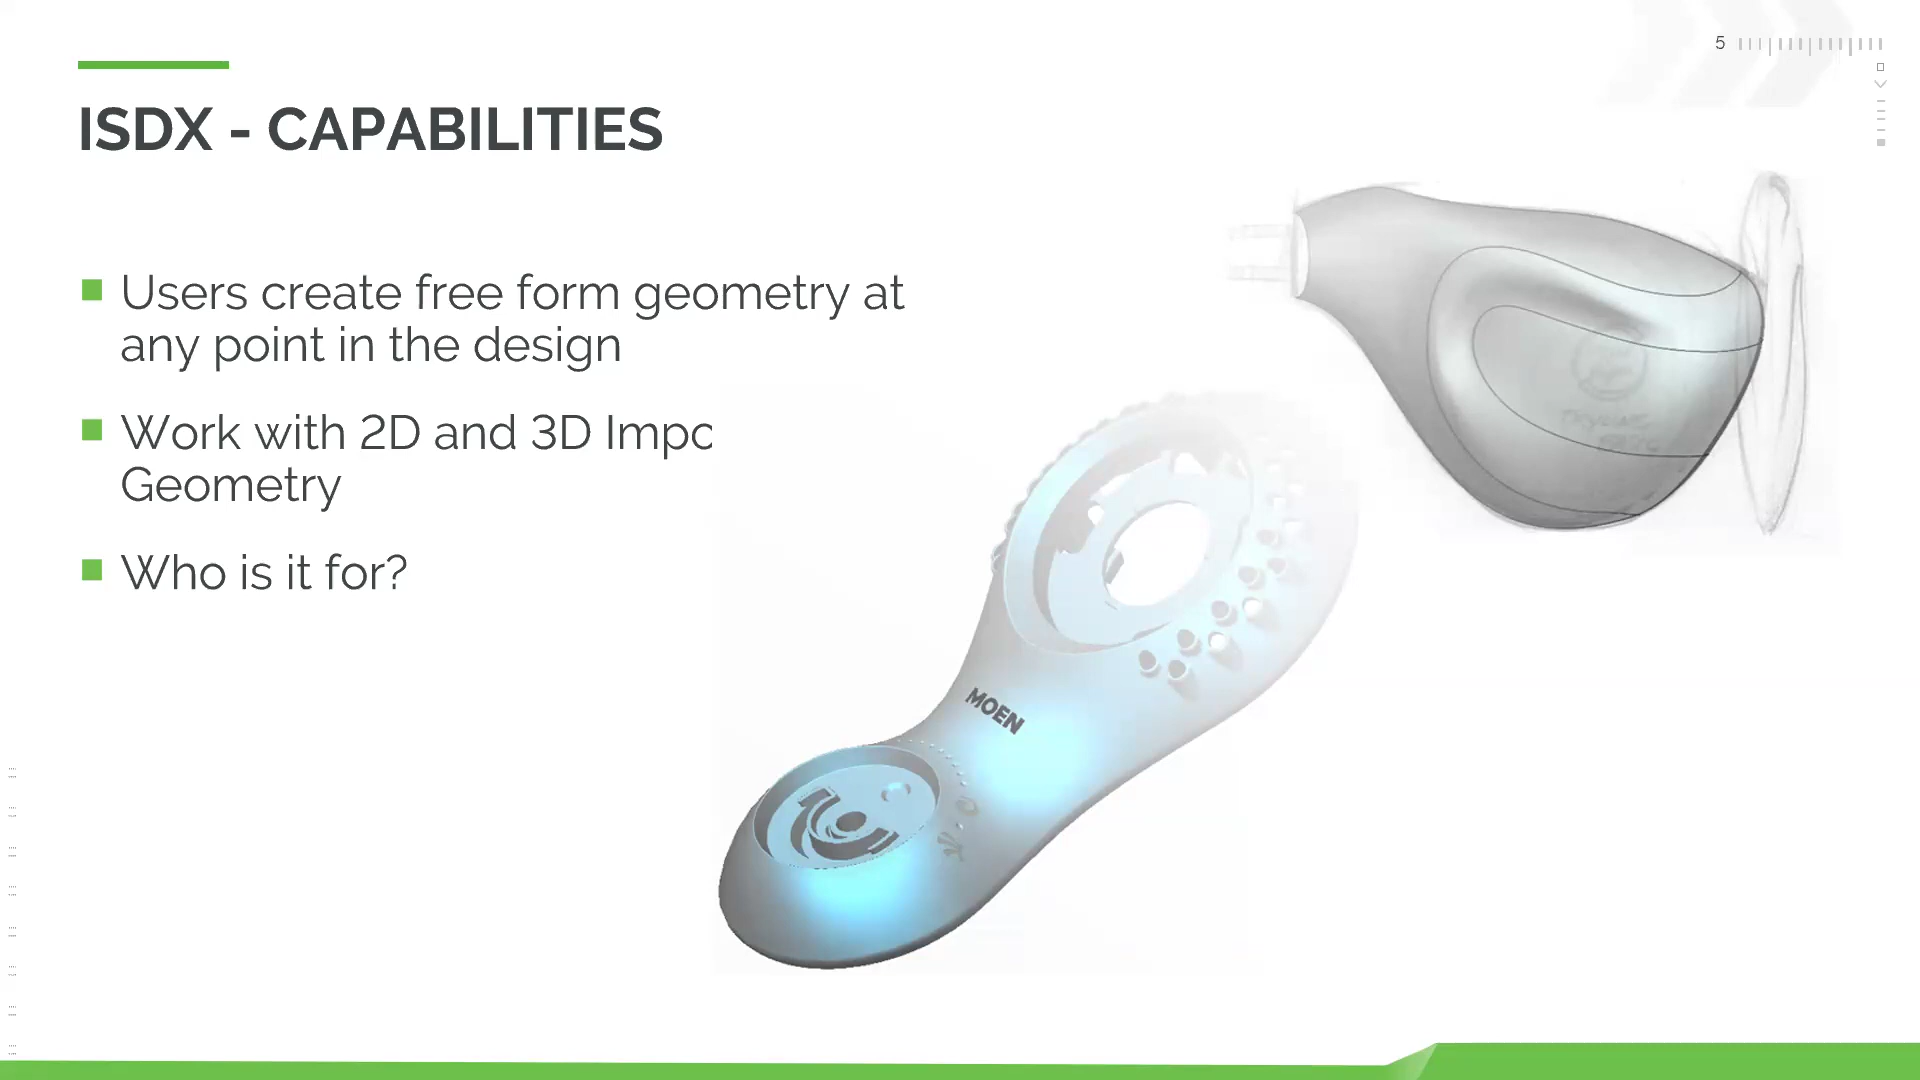 5
ISDX - CAPABILITIES
Users create free form geometry at
any point in the design
Work with 2D and 3D Impo
Geometry
Who is it for?
MOEN